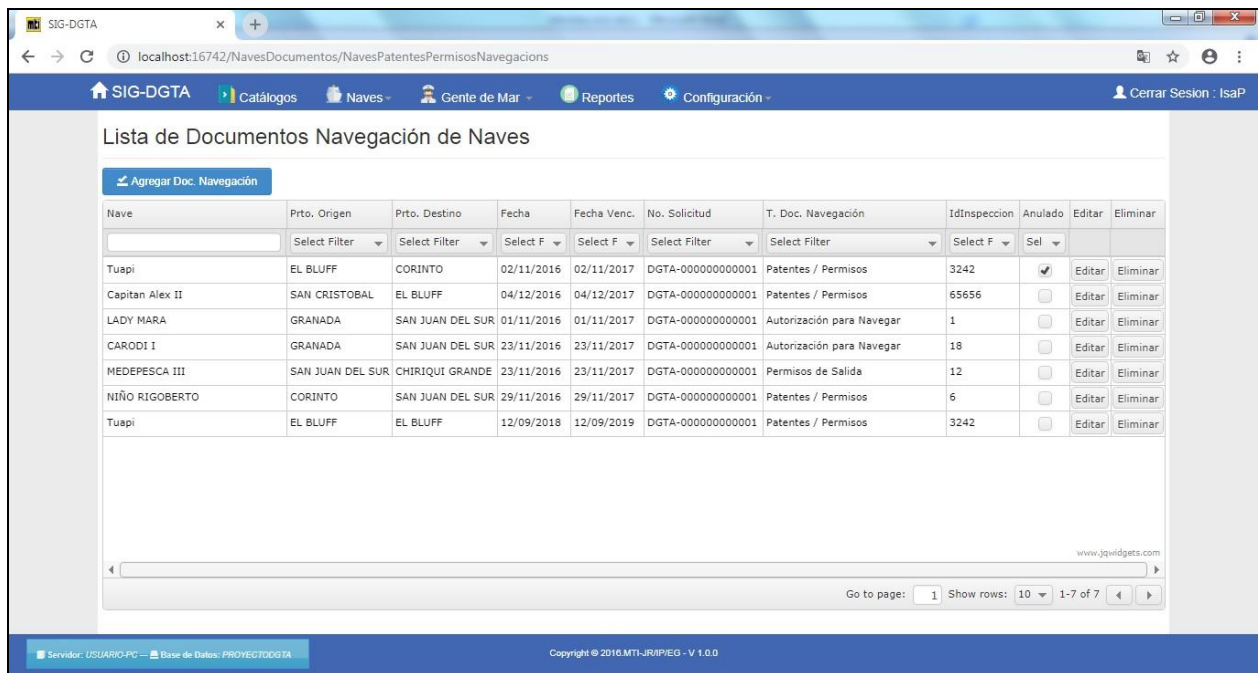 mti SIG-DGTA
localhost:16742/NavesDocumentos/NavesPatentesPermisosNavegacions
SIG-DGTA Catálogos Naves Gente de Mar Reportes Configuración Cerrar Sesion : IsaP
Lista de Documentos Navegación de Naves
Agregar Doc. Navegación
Nave Prto. Origen Prto. Destino Fecha Fecha Venc. No. Solicitud T. Doc. Navegación IdInspeccion Anulado Editar Eliminar
Select Filter Select Filter Select F Select F Select Filter Select Filter Select F Sel
Tuapi EL BLUFF CORINTO 02/11/2016 02/11/2017 DGTA-000000000001 Patentes / Permisos 3242 Editar Eliminar
Capitan Alex II SAN CRISTOBAL EL BLUFF 04/12/2016 04/12/2017 DGTA-000000000001 Patentes / Permisos 65656 Editar Eliminar
LADY MARA GRANADA SAN JUAN DEL SUR 01/11/2016 01/11/2017 DGTA-000000000001 Autorización para Navegar 1 Editar Eliminar
CARODI I GRANADA SAN JUAN DEL SUR 23/11/2016 23/11/2017 DGTA-000000000001 Autorización para Navegar 18 Editar Eliminar
MEDEPESCA III SAN JUAN DEL SUR CHIRIQUI GRANDE 23/11/2016 23/11/2017 DGTA-000000000001 Permisos de Salida 12 Editar Eliminar
NIÑO RIGOBERTO CORINTO SAN JUAN DEL SUR 29/11/2016 29/11/2017 DGTA-000000000001 Patentes / Permisos 6 Editar Eliminar
Tuapi EL BLUFF EL BLUFF 12/09/2018 12/09/2019 DGTA-000000000001 Patentes / Permisos 3242 Editar Eliminar
www.jqwidgets.com
Go to page: 1 Show rows: 10 1-7 of 7
Servidor: USUARIO-PC — Base de Datos: PROYECTODGTA Copyright © 2016.MTI-JR/IP/EG - V 1.0.0